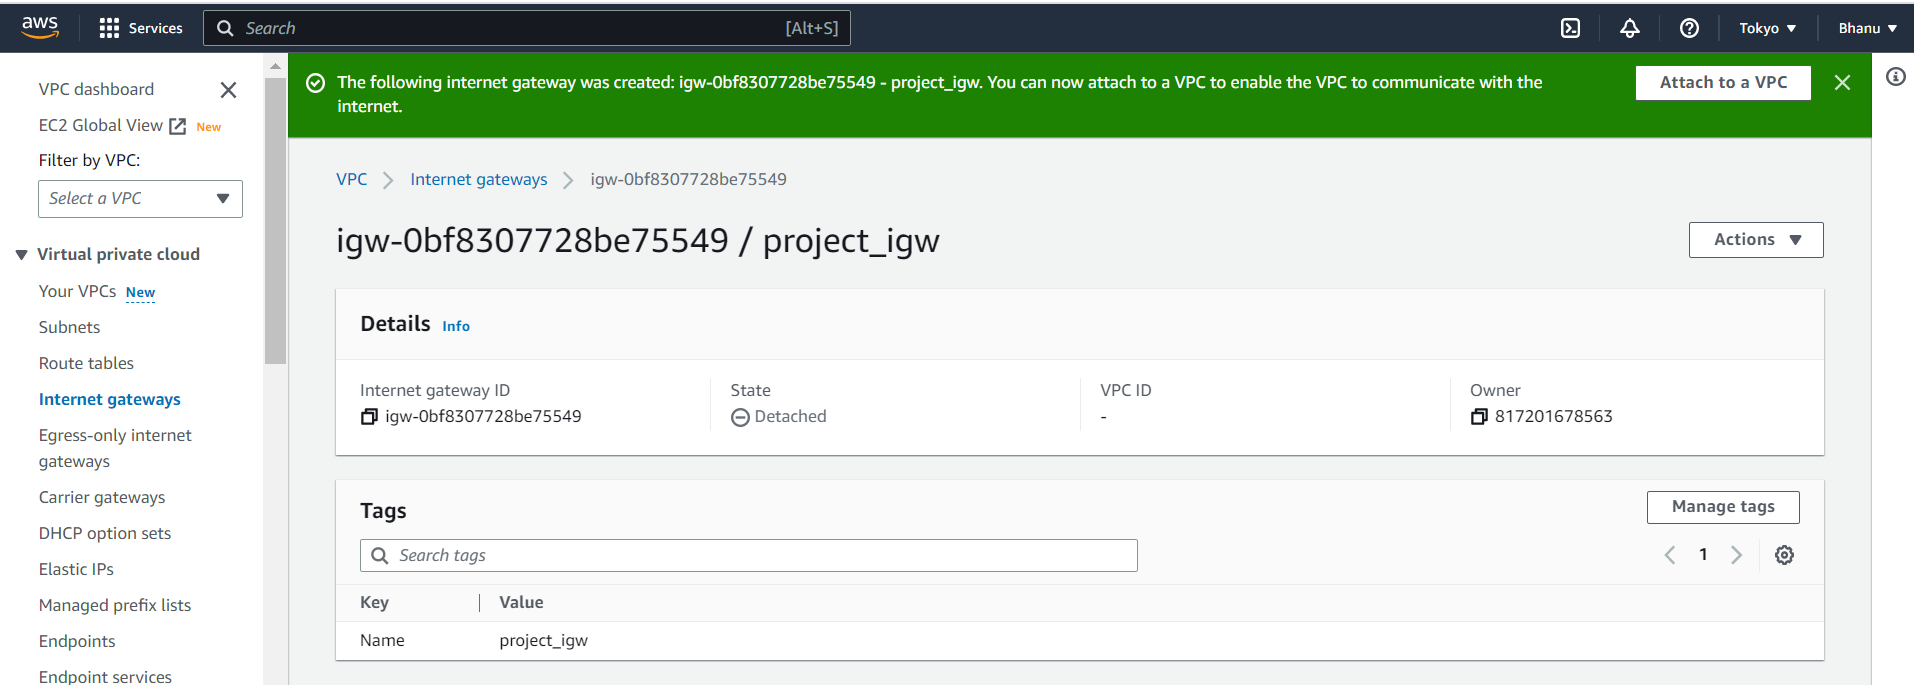 aws
Services
Search
[Alt+S]
Tokyo ▼
Bhanu ▼
VPC dashboard
EC2 Global View New
Filter by VPC:
Select a VPC
Virtual private cloud
Your VPCs New
Subnets
Route tables
Internet gateways
Egress-only internet
gateways
Carrier gateways
DHCP option sets
Elastic IPs
Managed prefix lists
Endpoints
Endpoint services
The following internet gateway was created: igw-0bf8307728be75549 - project_igw. You can now attach to a VPC to enable the VPC to communicate with the
internet.
Attach to a VPC
VPC
Internet gateways
igw-0bf8307728be75549
igw-0bf8307728be75549 / project_igw
Actions ▼
Details Info
Internet gateway ID
igw-0bf8307728be75549
State
Detached
VPC ID
-
Owner
817201678563
Tags
Manage tags
Search tags
1
Key
Value
Name
project_igw